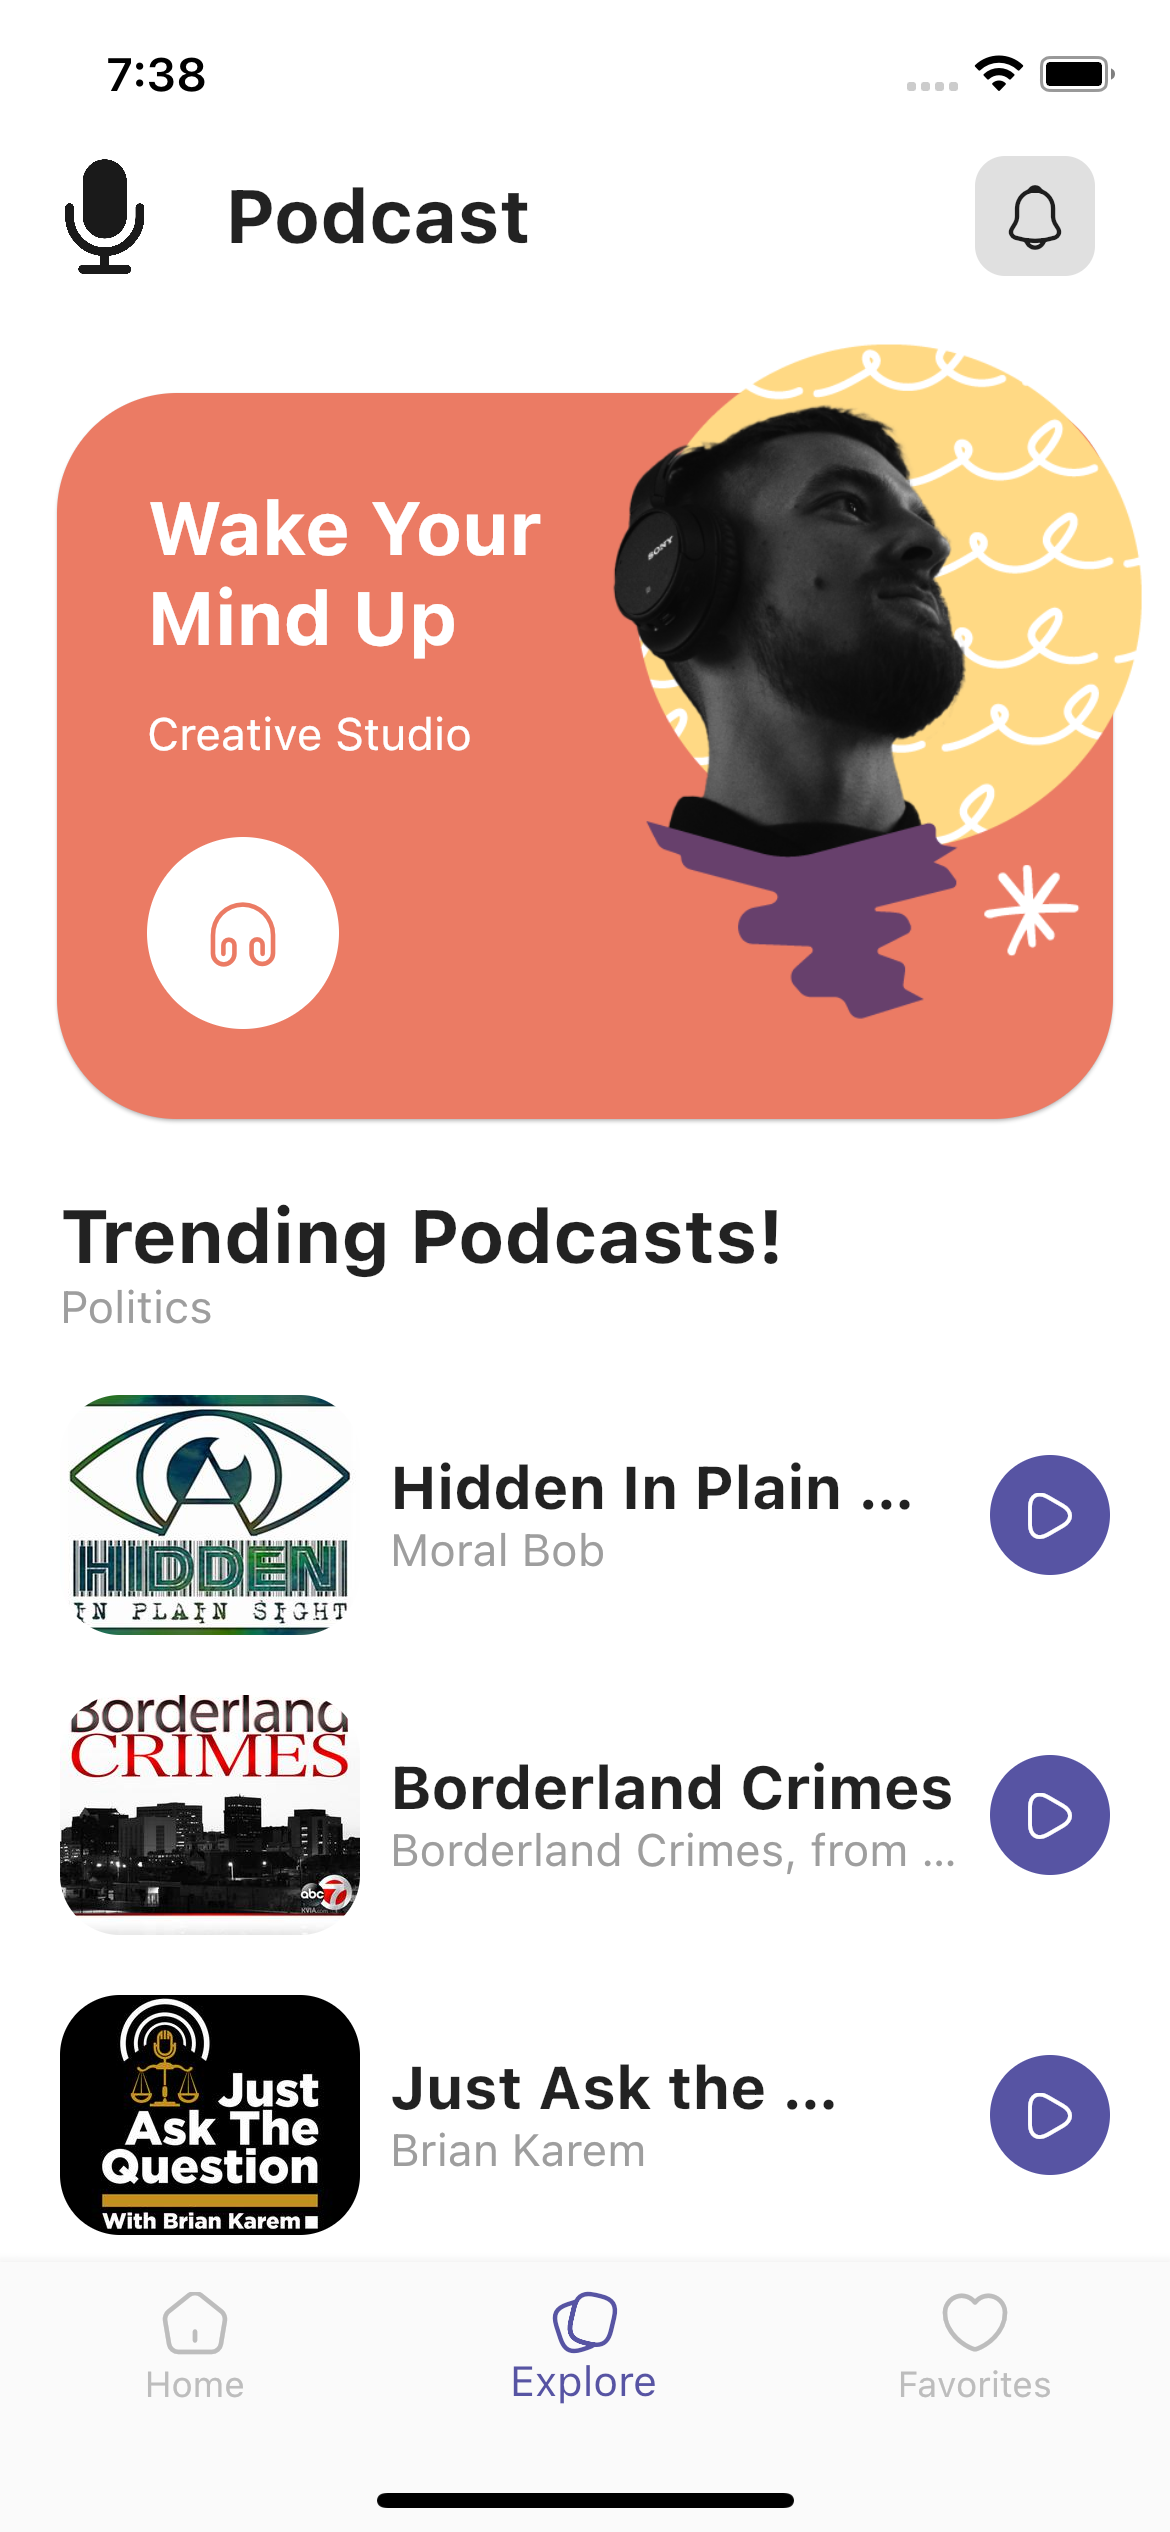 7:38
Podcast
Wake Your
Mind Up
Creative Studio
SONY
Trending Podcasts!
Politics
HIDDEN
IN PLAIN SIGHT
Hidden In Plain ...
Moral Bob
Borderland
CRIMES
abc 7
KVIA.com
Borderland Crimes
Borderland Crimes, from ...
Just
Ask The
Question
With Brian Karem
Just Ask the ...
Brian Karem
Home
Explore
Favorites